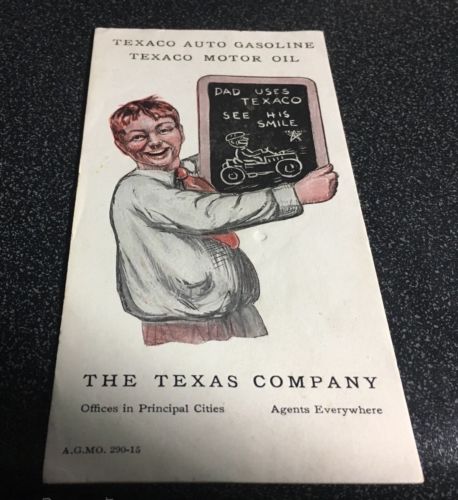 TEXACO AUTO GASOLINE
TEXACO MOTOR OIL
DAD USES
TEXACO
SEE HIS
SMILE
THE TEXAS COMPANY
Offices in Principal Cities Agents Everywhere
A.G.MO. 290-15